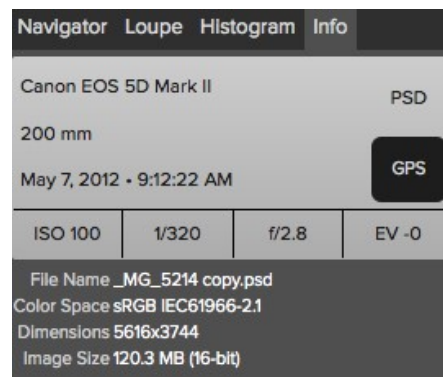 Navigator Loupe Histogram Info
Canon EOS 5D Mark II
PSD
200 mm
GPS
May 7, 2012 • 9:12:22 AM
ISO 100 1/320 f/2.8 EV -0
File Name _MG_5214 copy.psd
Color Space sRGB IEC61966-2.1
Dimensions 5616x3744
Image Size 120.3 MB (16-bit)